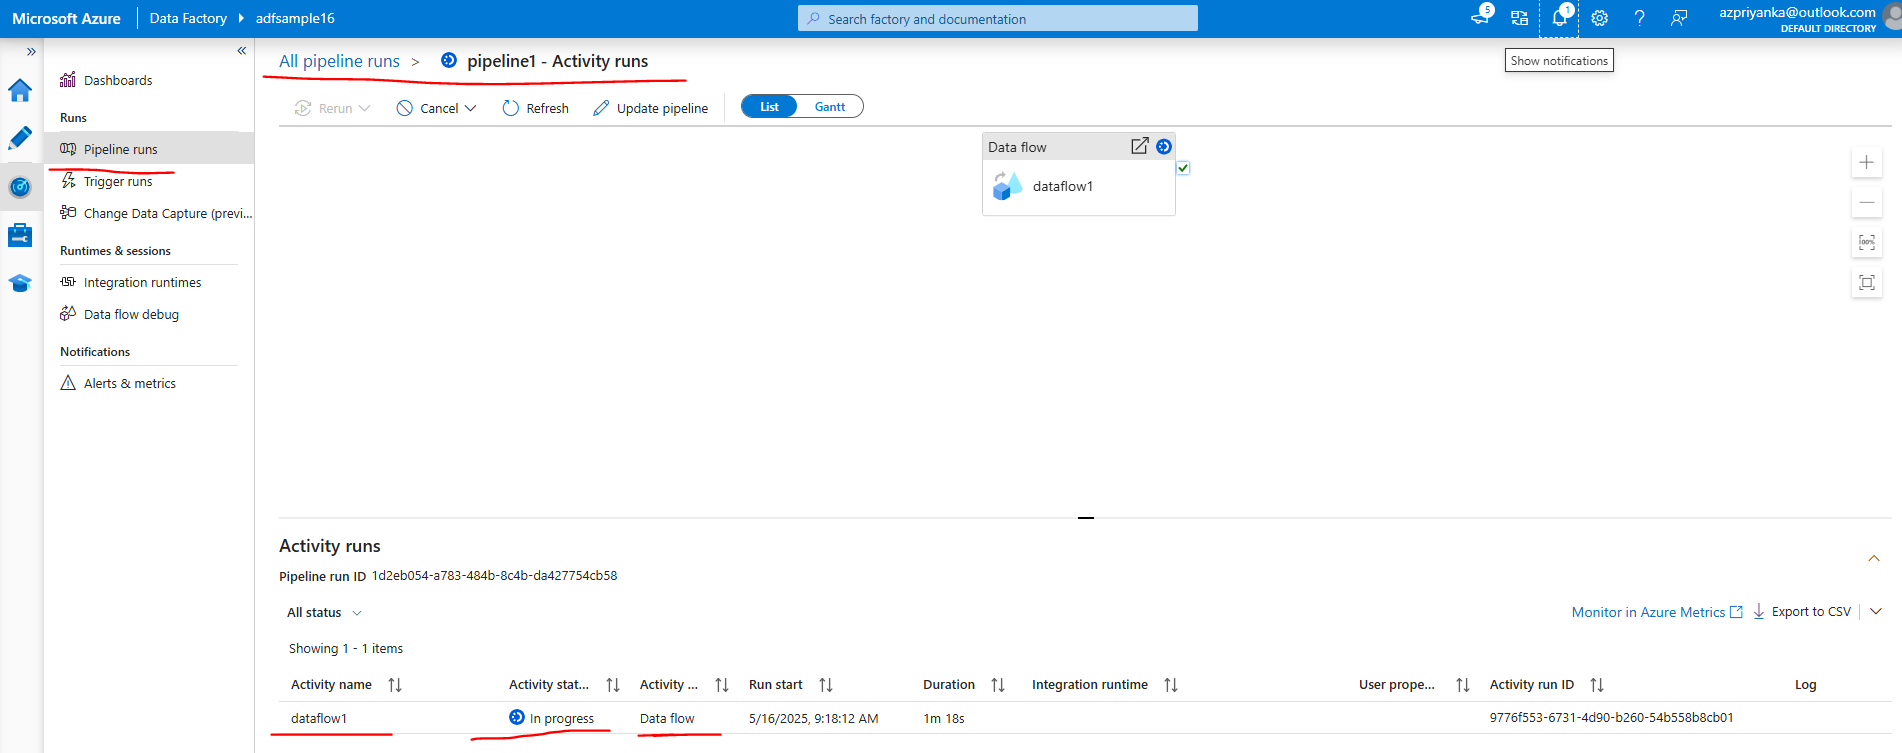 Microsoft Azure Data Factory adfsample16
Search factory and documentation
5
1
azpriyanka@outlook.com
DEFAULT DIRECTORY
Show notifications
Dashboards
Runs
Pipeline runs
Trigger runs
Change Data Capture (previ...
Runtimes & sessions
Integration runtimes
Data flow debug
Notifications
Alerts & metrics
All pipeline runs > pipeline1 - Activity runs
Rerun Cancel Refresh Update pipeline List Gantt
Data flow
dataflow1
100%
Activity runs
Pipeline run ID 1d2eb054-a783-484b-8c4b-da427754cb58
All status
Monitor in Azure Metrics Export to CSV
Showing 1 - 1 items
Activity name Activity stat... Activity ... Run start Duration Integration runtime User prope... Activity run ID Log
dataflow1 In progress Data flow 5/16/2025, 9:18:12 AM 1m 18s 9776f553-6731-4d90-b260-54b558b8cb01